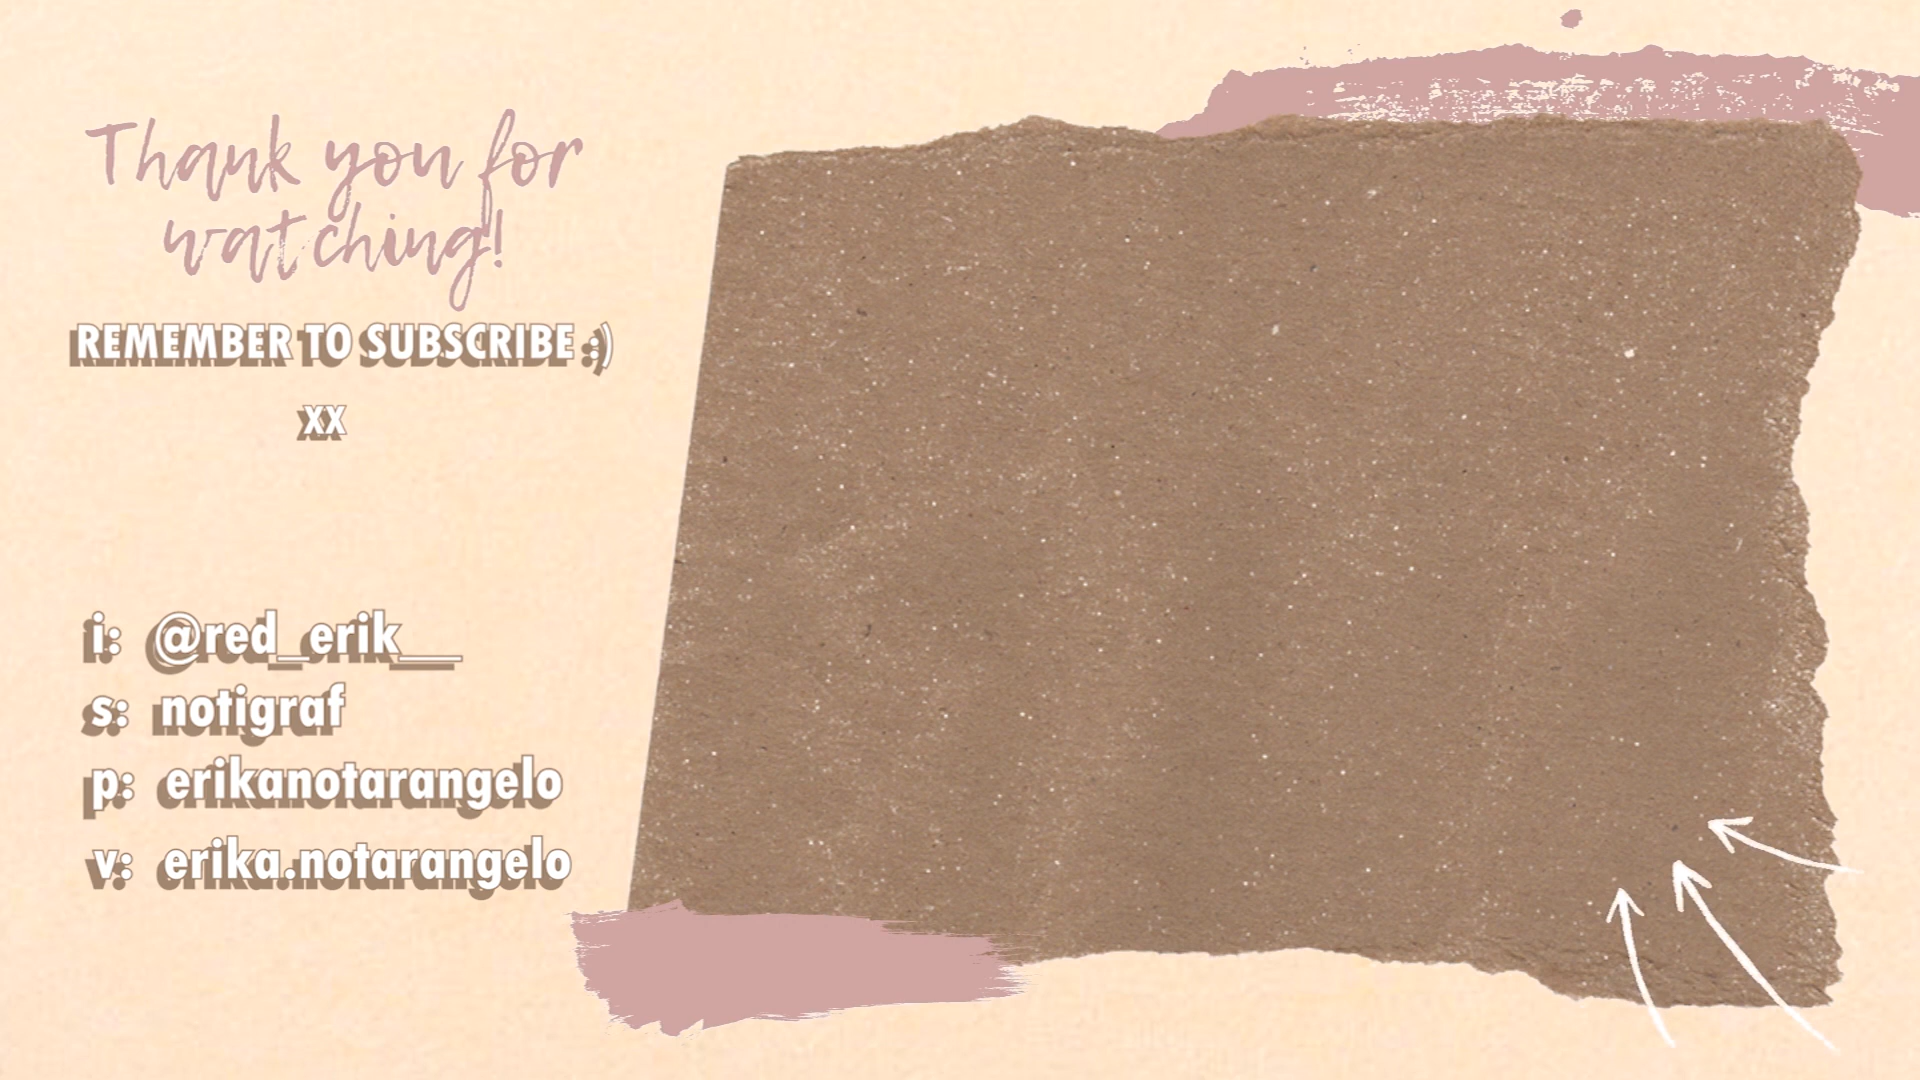 Thank you for
watching!
REMEMBER TO SUBSCRIBE :)
xx
i: @red_erik__
s: notigraf
p: erikanotarangelo
v: erika.notarangelo